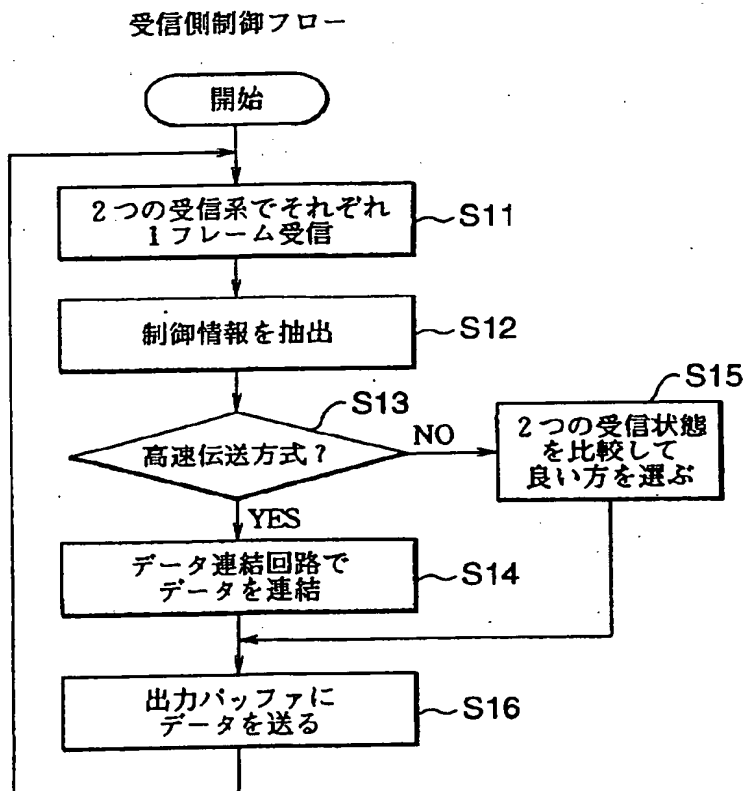 受信側制御フロー
開始
2つの受信系でそれぞれ
1フレーム受信
S11
制御情報を抽出
S12
S13
高速伝送方式?
NO
S15
2つの受信状態
を比較して
良い方を選ぶ
YES
データ連結回路で
データを連結
S14
出力バッファに
データを送る
S16